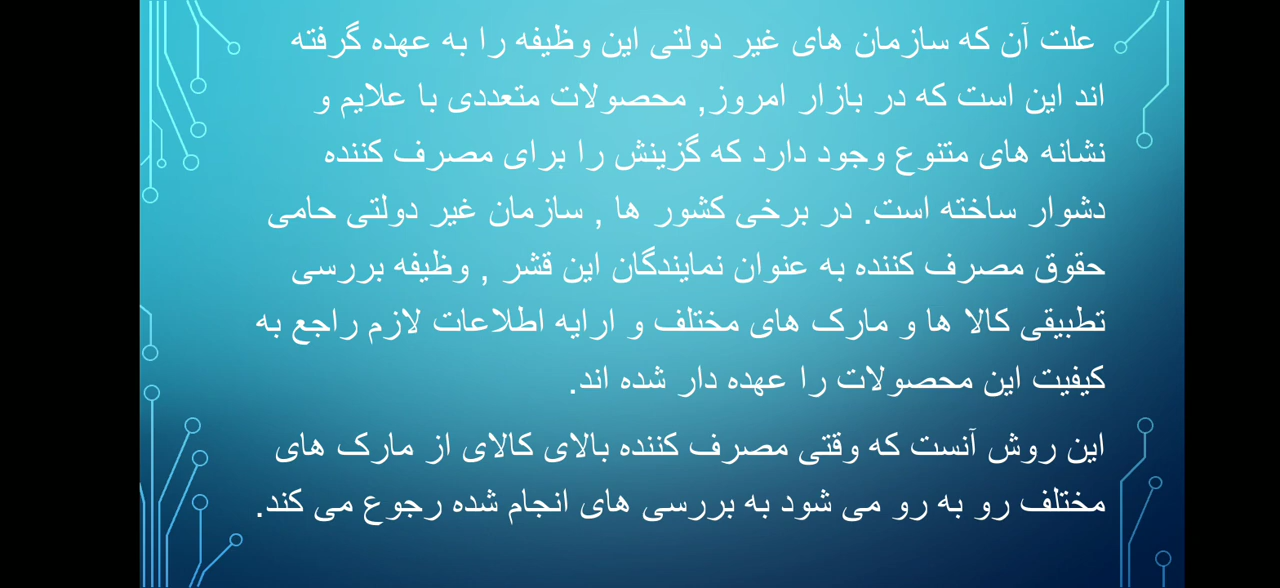 علت آن که سازمان های غیر دولتی این وظیفه را به عهده گرفته
اند این است که در بازار امروز, محصولات متعددی با علایم و
نشانه های متنوع وجود دارد که گزینش را برای مصرف کننده
دشوار ساخته است. در برخی کشور ها , سازمان غیر دولتی حامی
حقوق مصرف کننده به عنوان نمایندگان این قشر , وظیفه بررسی
تطبیقی کالا ها و مارک های مختلف و ارایه اطلاعات لازم راجع به
کیفیت این محصولات را عهده دار شده اند.
این روش آنست که وقتی مصرف کننده بالای کالای از مارک های
مختلف رو به رو می شود به بررسی های انجام شده رجوع می کند.